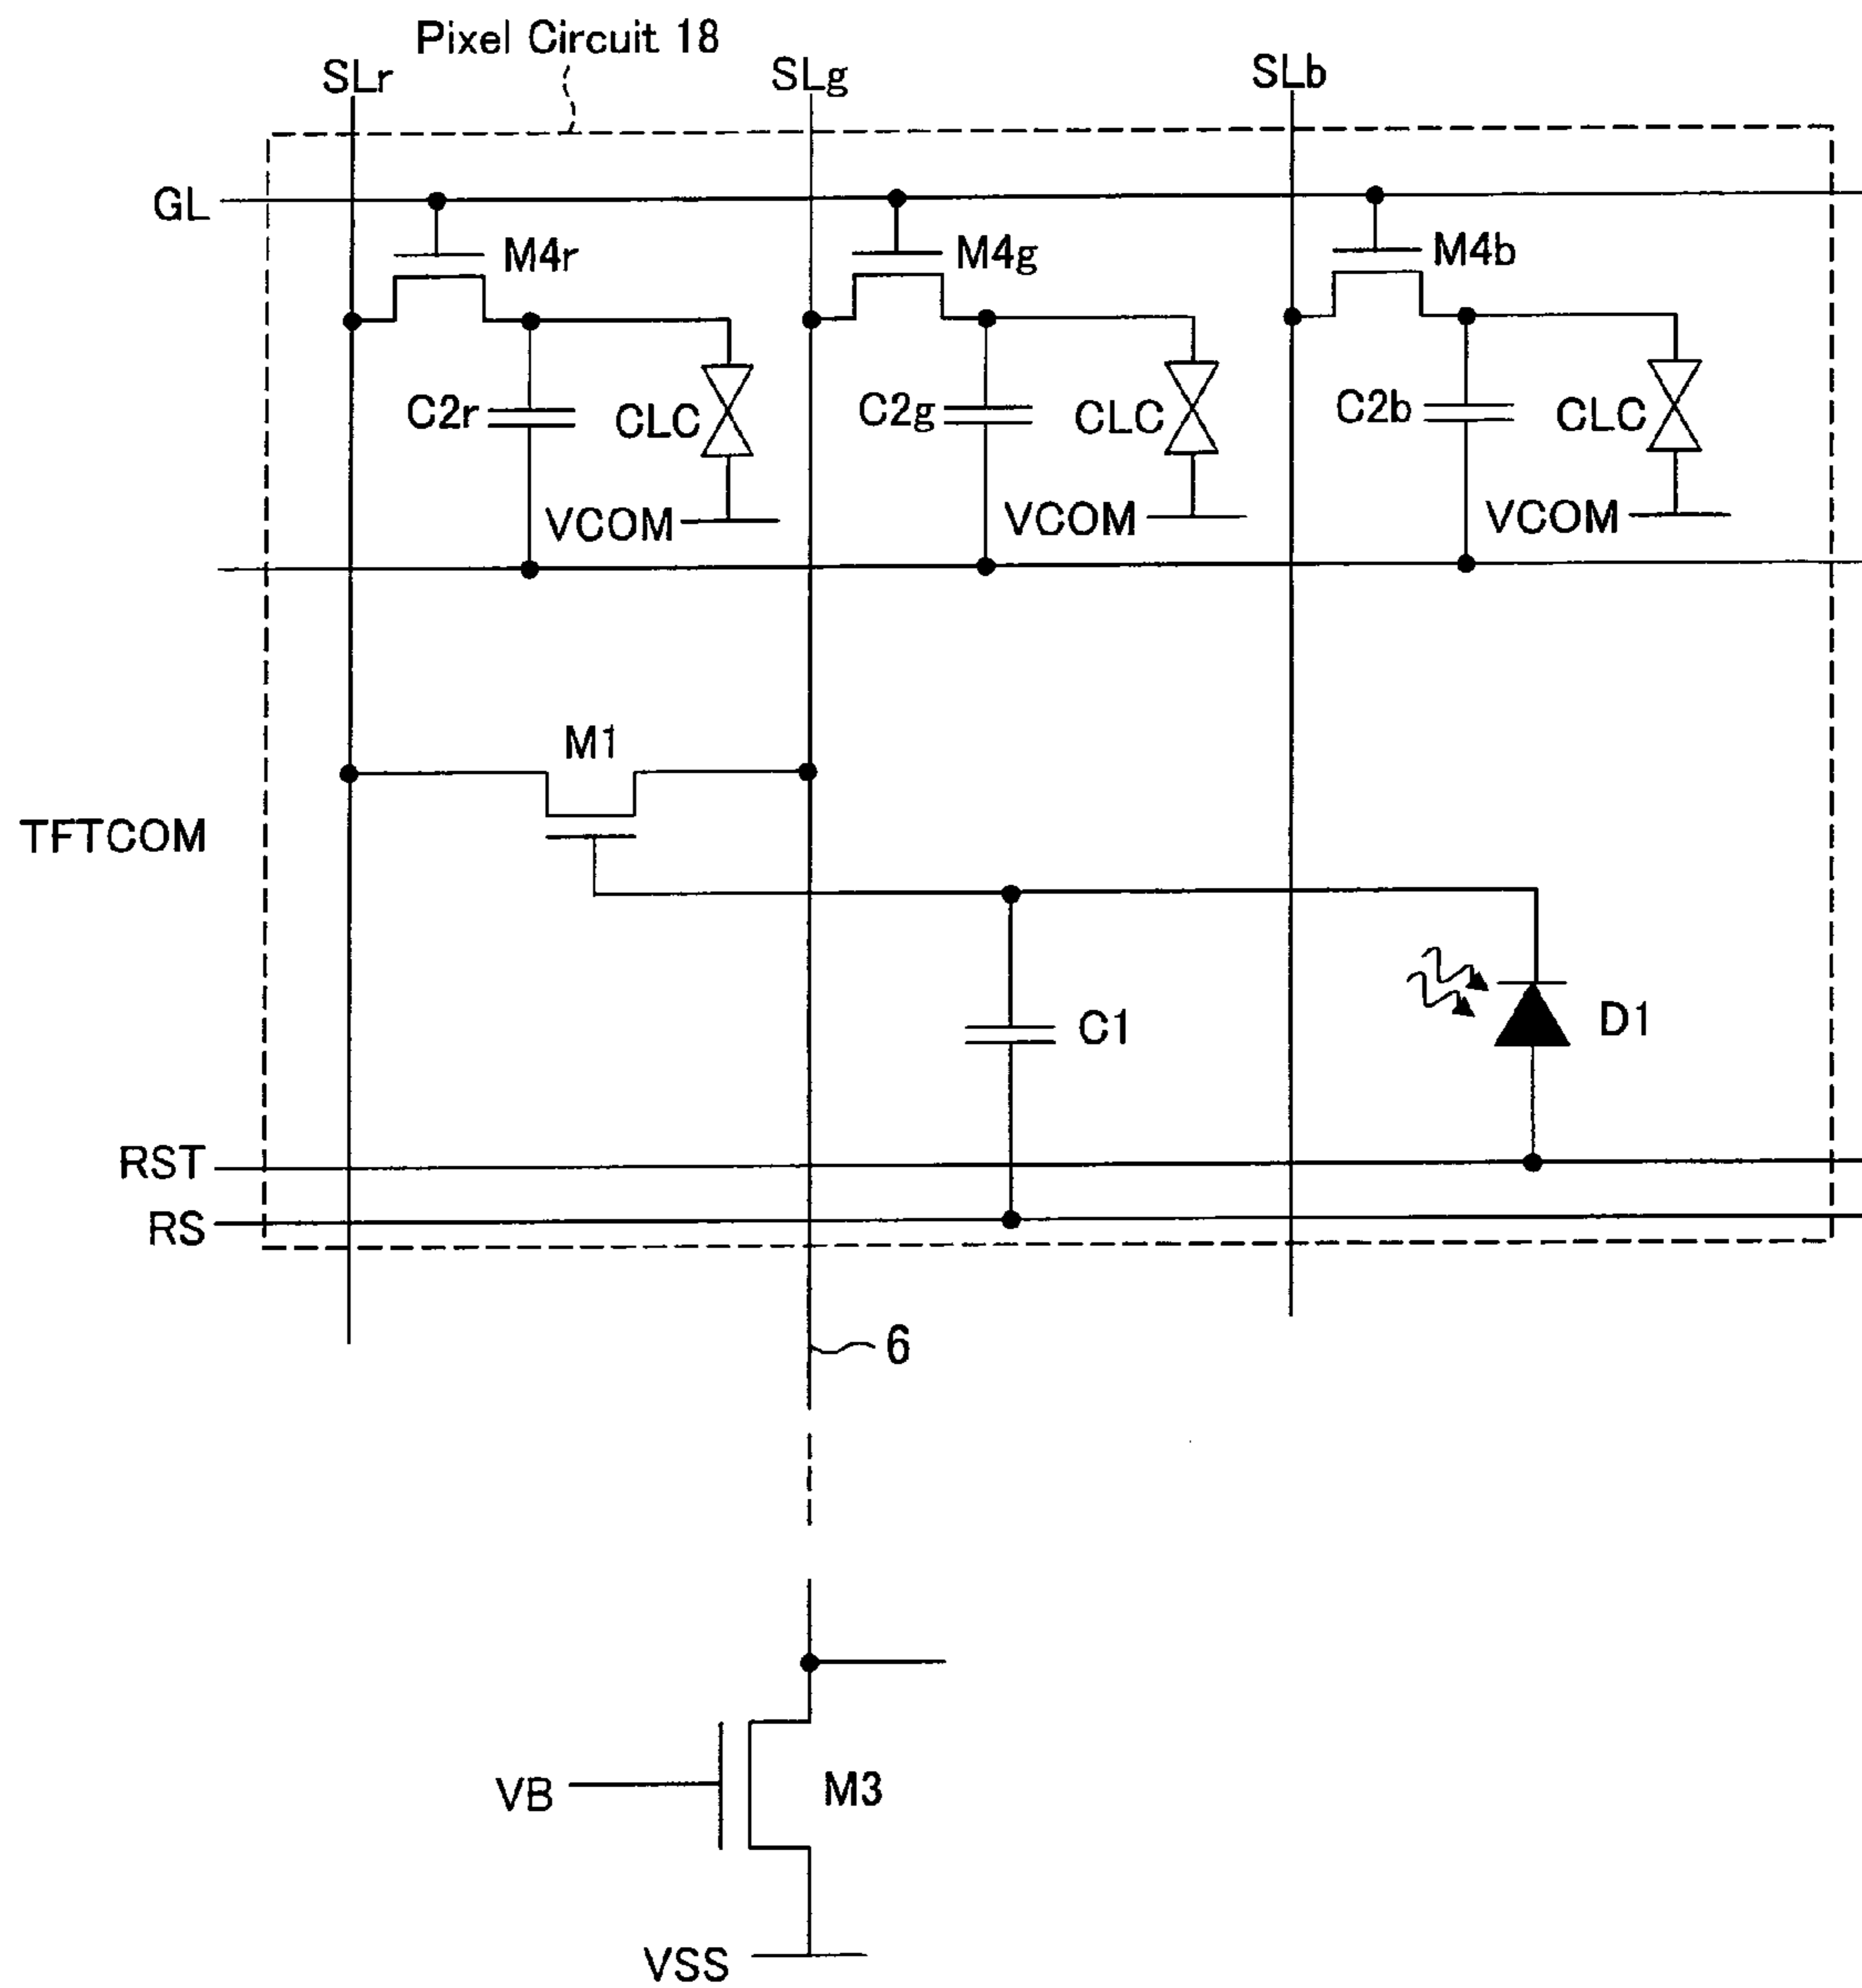 Pixel Circuit 18
SLr
SLg
SLb
GL
M4r
M4g
M4b
C2r
CLC
C2g
CLC
C2b
CLC
VCOM
VCOM
VCOM
M1
TFTCOM
C1
D1
RST
RS
6
VB
M3
VSS